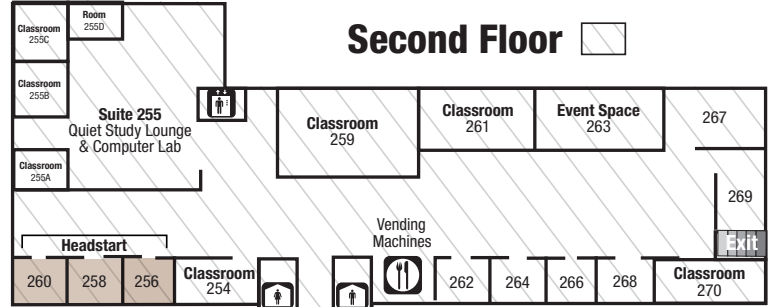 Second Floor
Classroom
255C
Room
255D
Classroom
255B
Suite 255
Quiet Study Lounge
& Computer Lab
Classroom
255A
Classroom
259
Classroom
261
Event Space
263
267
269
Exit
Vending
Machines
Headstart
260
258
256
Classroom
254
262
264
266
268
Classroom
270